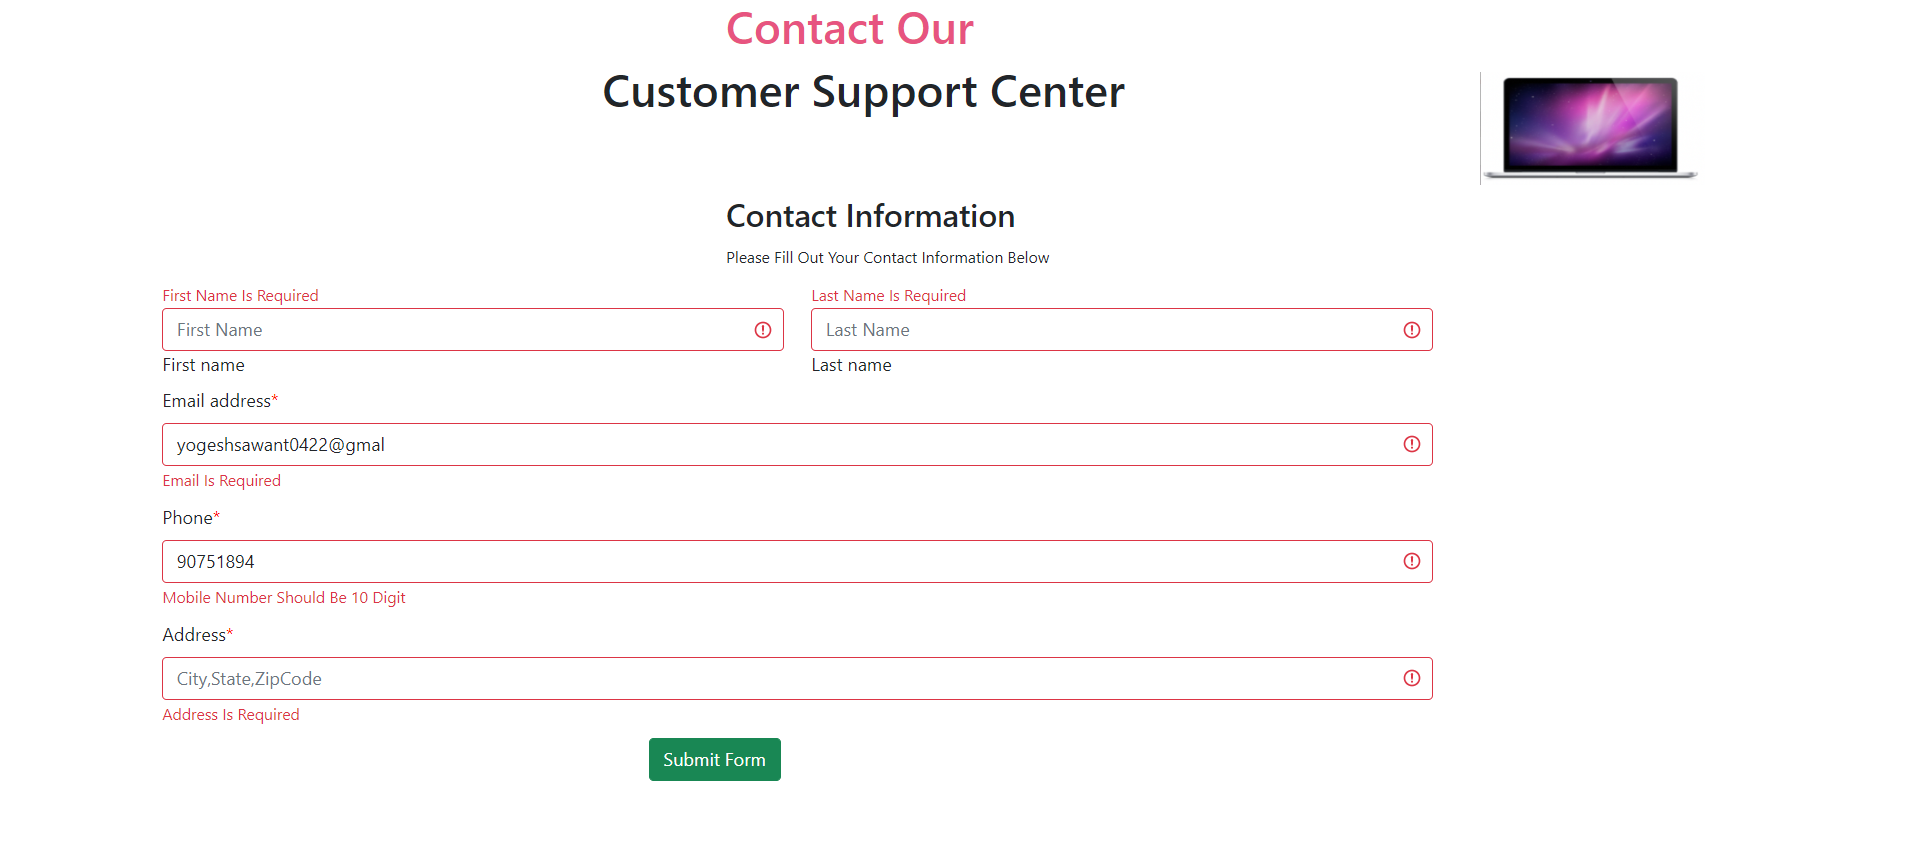 Contact Our
Customer Support Center
Contact Information
Please Fill Out Your Contact Information Below
First Name Is Required
Last Name Is Required
First Name
Last Name
First name
Last name
Email address*
yogeshsawant0422@gmal
Email Is Required
Phone*
90751894
Mobile Number Should Be 10 Digit
Address*
City,State,ZipCode
Address Is Required
Submit Form